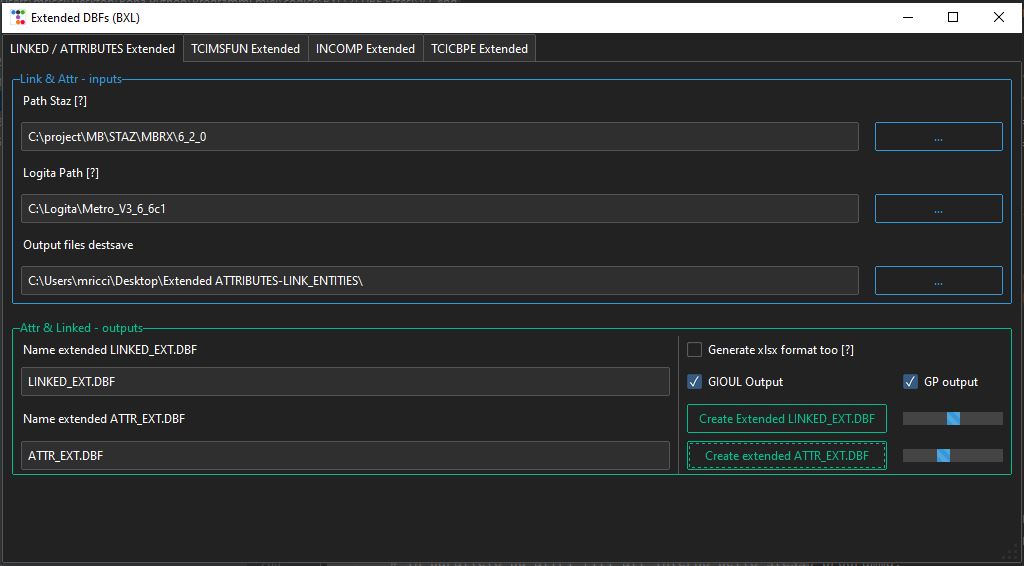 Extended DBFs (BXL)
LINKED / ATTRIBUTES Extended
TCIMSFUN Extended
INCOMP Extended
TCICBPE Extended
Link & Attr - inputs
Path Staz [?]
C:\project\MB\STAZ\MBRX\6_2_0
...
Logita Path [?]
C:\Logita\Metro_V3_6_6c1
...
Output files destsave
C:\Users\mricci\Desktop\Extended ATTRIBUTES-LINK_ENTITIES\
...
Attr & Linked - outputs
Name extended LINKED_EXT.DBF
LINKED_EXT.DBF
Name extended ATTR_EXT.DBF
ATTR_EXT.DBF
Generate xlsx format too [?]
GIOUL Output
GP output
Create Extended LINKED_EXT.DBF
Create extended ATTR_EXT.DBF